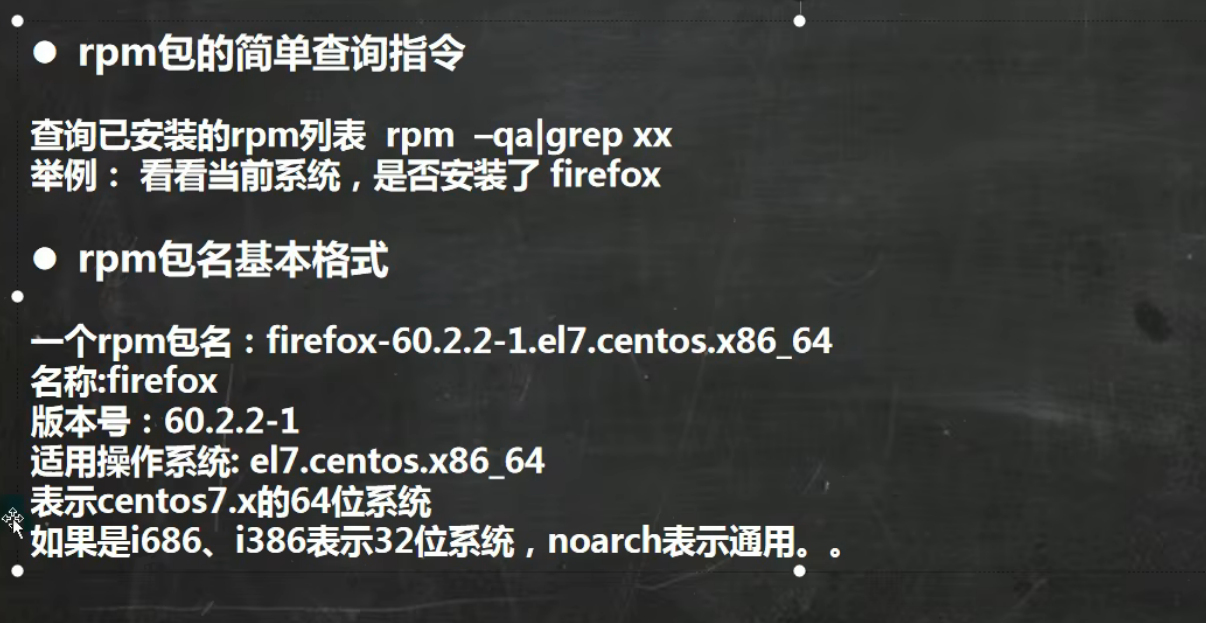 ● rpm包的简单查询指令
查询已安装的rpm列表 rpm –qa|grep xx
举例： 看看当前系统，是否安装了 firefox
● rpm包名基本格式
一个rpm包名：firefox-60.2.2-1.el7.centos.x86_64
名称:firefox
版本号：60.2.2-1
适用操作系统: el7.centos.x86_64
表示centos7.x的64位系统
如果是i686、i386表示32位系统，noarch表示通用。。